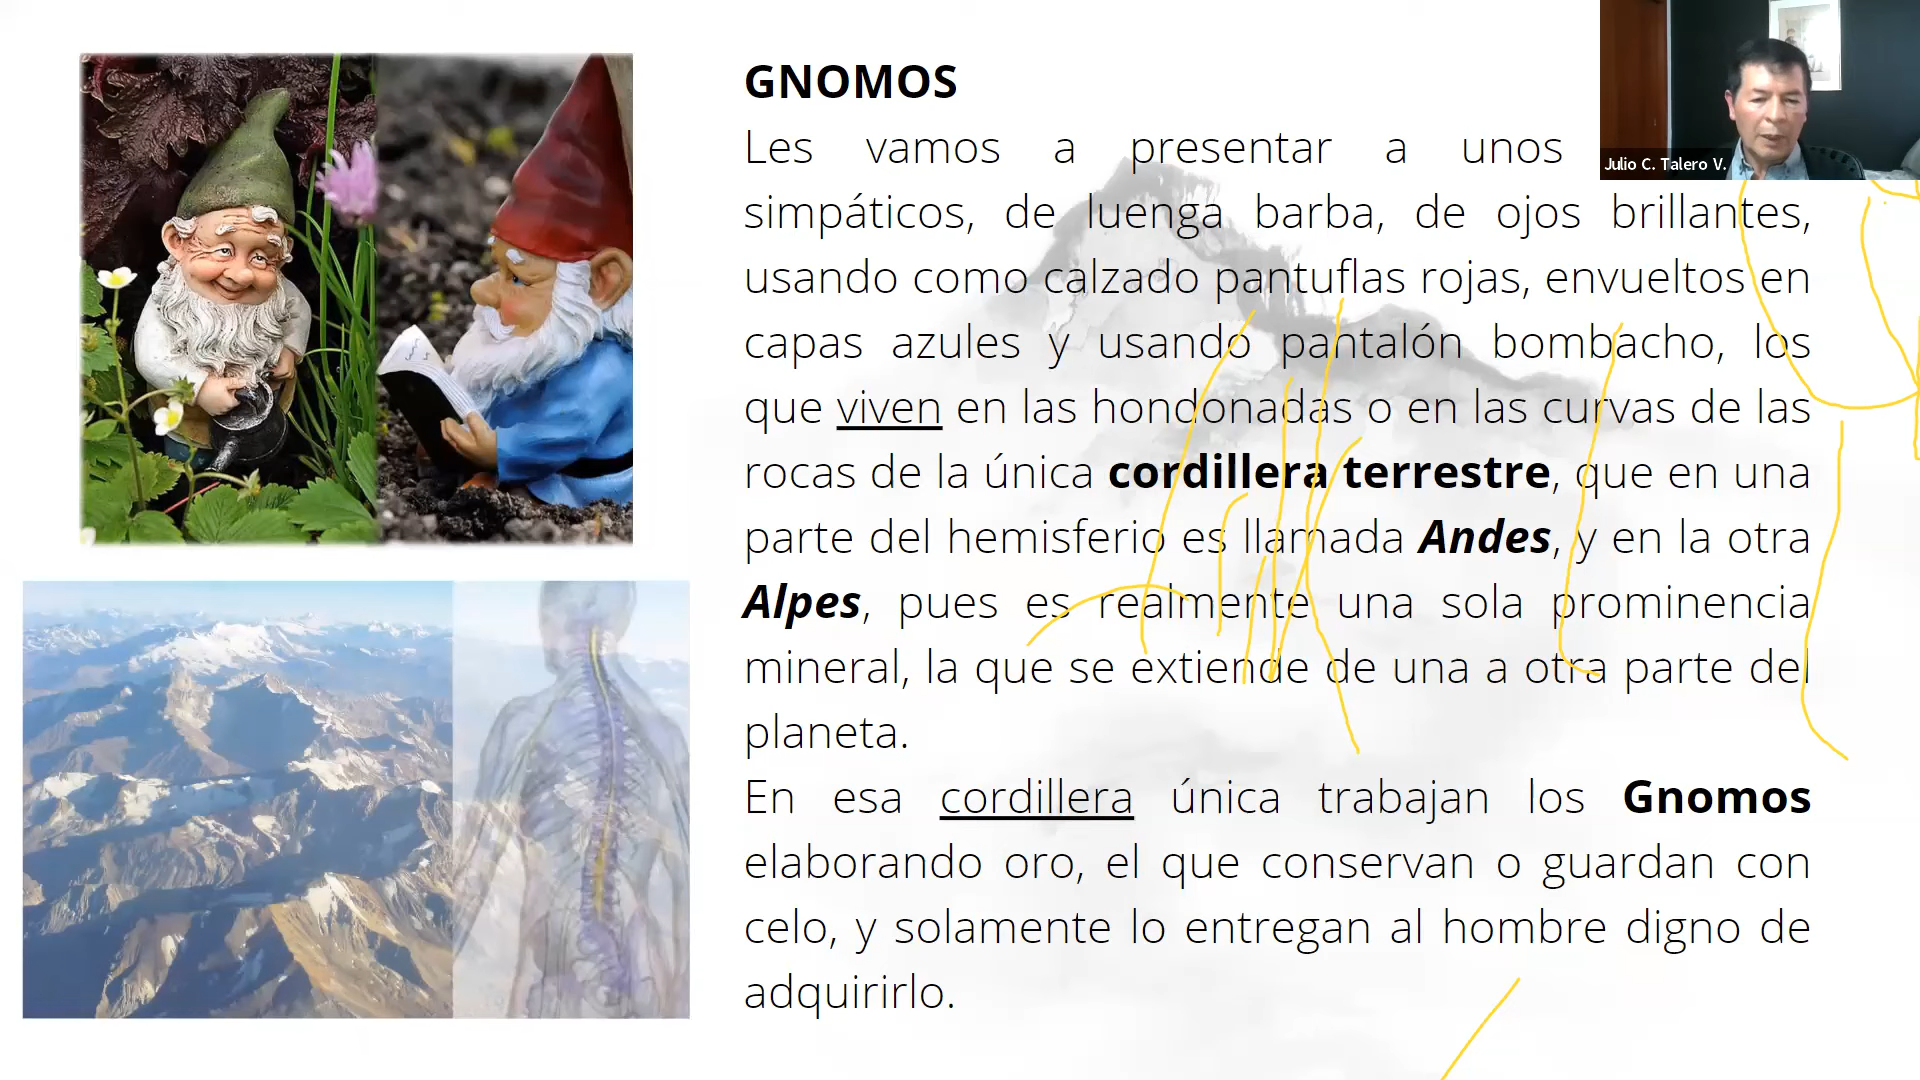 GNOMOS
Les vamos a presentar a unos
simpáticos, de luenga barba, de ojos brillantes,
usando como calzado pantuflas rojas, envueltos en
capas azules y usando pantalón bombacho, los
que viven en las hondonadas o en las curvas de las
rocas de la única cordillera terrestre, que en una
parte del hemisferio es llamada Andes, y en la otra
Alpes, pues es realmente una sola prominencia
mineral, la que se extiende de una a otra parte del
planeta.
En esa cordillera única trabajan los Gnomos
elaborando oro, el que conservan o guardan con
celo, y solamente lo entregan al hombre digno de
adquirirlo.
Julio C. Talero V.